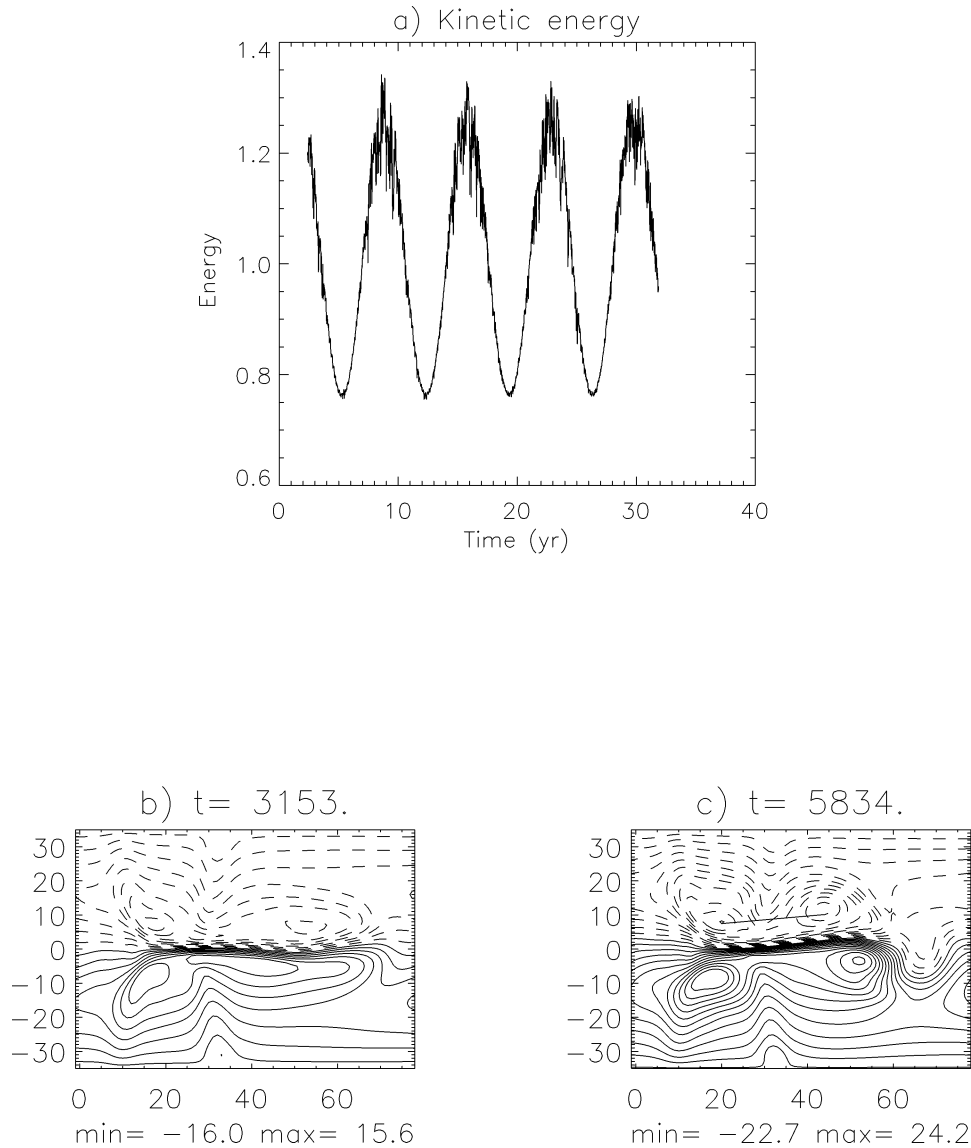 a) Kinetic energy
1.4
1.2
1.0
0.8
0.6
Energy
0 10 20 30 40
Time (yr)
b) t= 3153.
30
20
10
0
−10
−20
−30
0 20 40 60
min= −16.0 max= 15.6
c) t= 5834.
30
20
10
0
−10
−20
−30
0 20 40 60
min= −22.7 max= 24.2